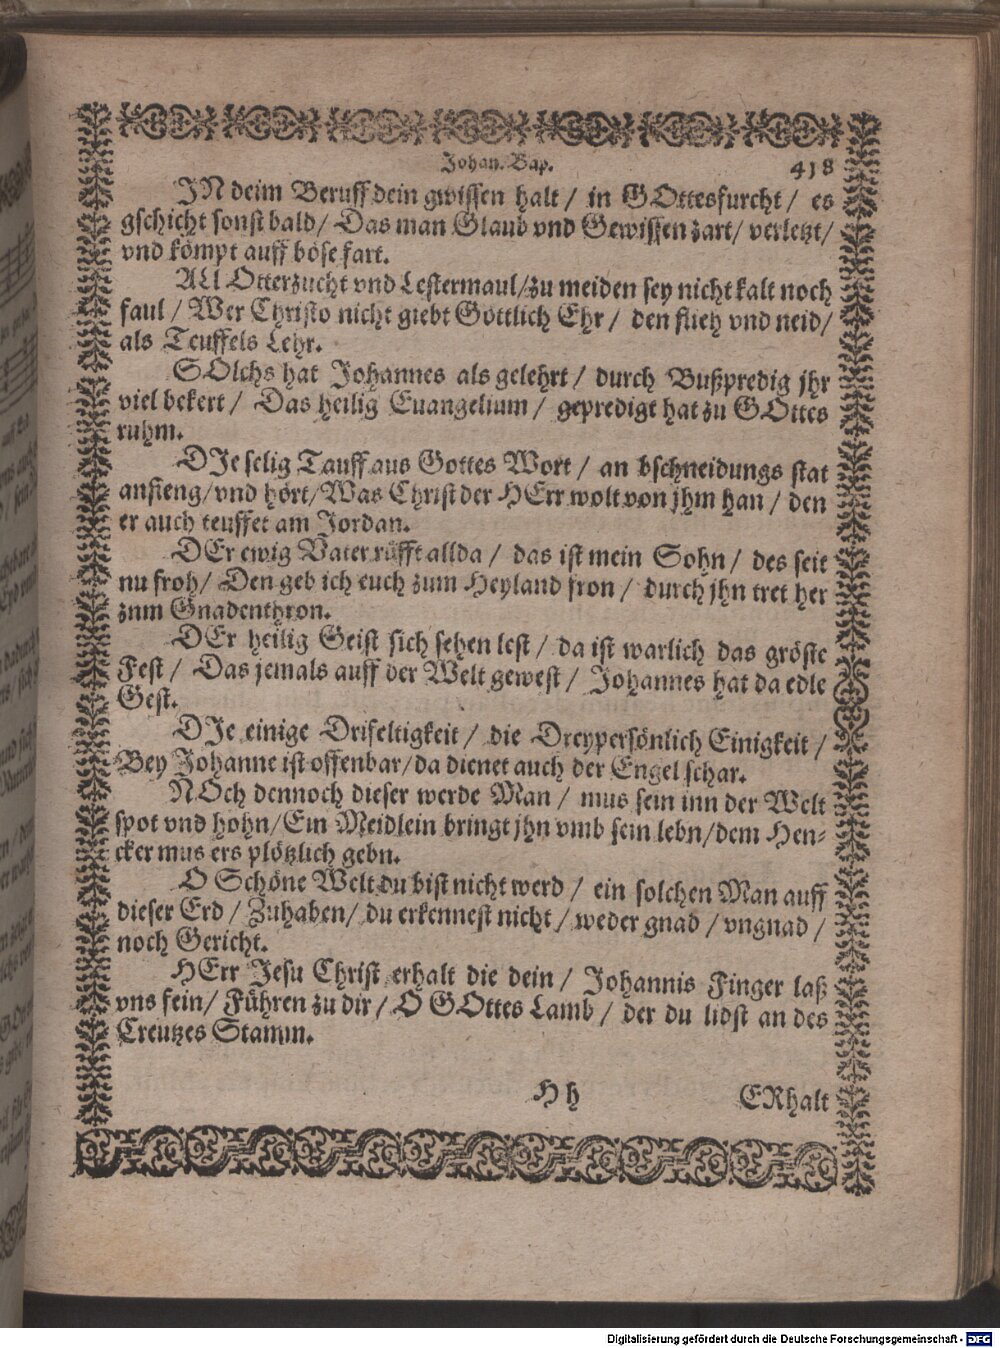 Johan. Bap. 418
IN deim Beruff dein gwissen halt / in GOttesfurcht / es
gschicht sonst bald / Das man Glaub vnd Gewissen zart / verletzt /
vnd kömpt auff böse fart.
All Otterzucht vnd Lestermaul / zu meiden sey nicht kalt noch
faul / Wer Christo nicht giebt Göttlich Ehr / den flieh vnd neid /
als Teuffels Lehr.
SOlchs hat Johannes als gelehrt / durch Bußpredig jhr
viel bekert / Das heilig Euangelium / gepredigt hat zu GOttes
ruhm.
DIe selig Tauff aus Gottes Wort / an bschneidungs stat
anfieng / vnd hört / Was Christ der HErr wolt von jhm han / den
er auch teuffet am Jordan.
DEr ewig Vater rüfft allda / das ist mein Sohn / des seit
nu froh / Den geb ich euch zum Heyland fron / durch jhn tret her
znm Gnadenthron.
DEr heilig Geist sich sehen lest / da ist warlich das gröste
Fest / Das jemals auff der Welt gewest / Johannes hat da edle
Gest.
DIe einige Drifeltigkeit / die Dreypersönlich Einigkeit /
Bey Johanne ist offenbar / da dienet auch der Engel schar.
NOch dennoch dieser werde Man / mus sein inn der Welt
spot vnd hohn / Ein Meidlein bringt jhn vmb sein lebn / dem Hen-
cker mus ers plötzlich gebn.
O Schöne Welt du bist nicht werd / ein solchen Man auff
dieser Erd / Zuhaben / du erkennest nicht / weder gnad / vngnad /
noch Gericht.
HErr Jesu Christ erhalt die dein / Johannis Finger laß
vns fein / Führen zu dir / O GOttes Lamb / der du lidst an des
Creutzes Stamm.
Hh ERhalt
Digitalisierung gefördert durch die Deutsche Forschungsgemeinschaft - DFG